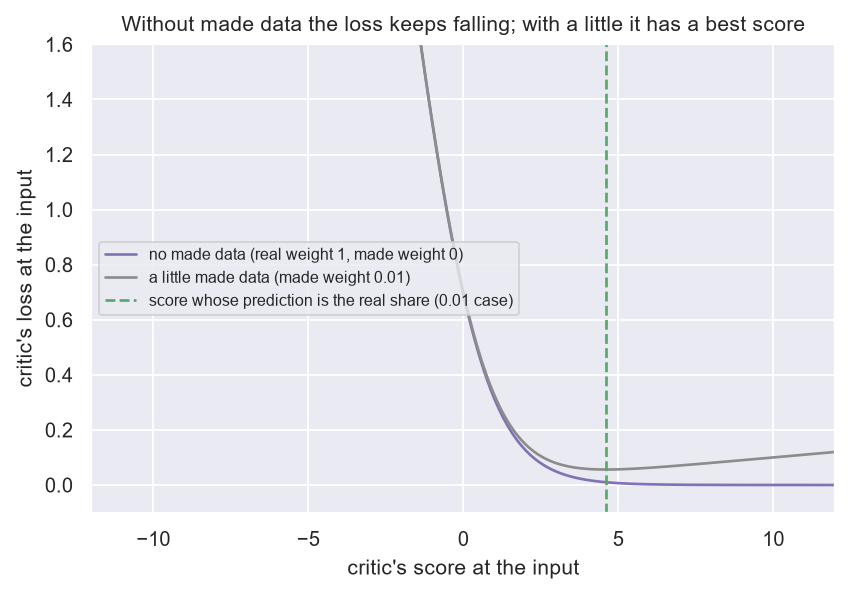 Without made data the loss keeps falling; with a little it has a best score
critic's loss at the input
1.6
1.4
1.2
1.0
0.8
0.6
0.4
0.2
0.0
no made data (real weight 1, made weight 0)
a little made data (made weight 0.01)
score whose prediction is the real share (0.01 case)
−10
−5
0
5
10
critic's score at the input